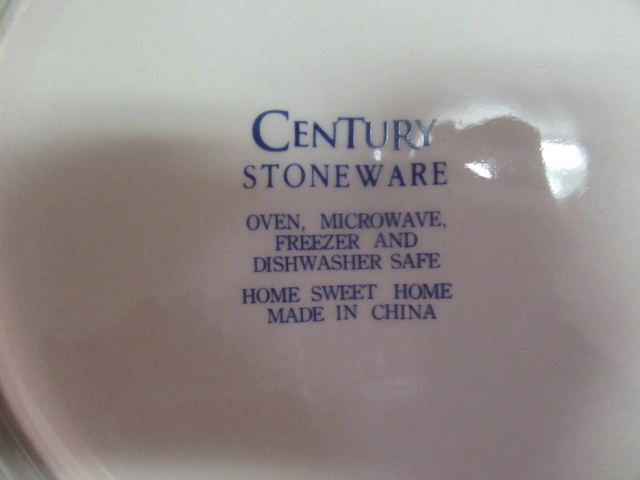 CENTURY
STONEWARE
OVEN, MICROWAVE,
FREEZER AND
DISHWASHER SAFE
HOME SWEET HOME
MADE IN CHINA